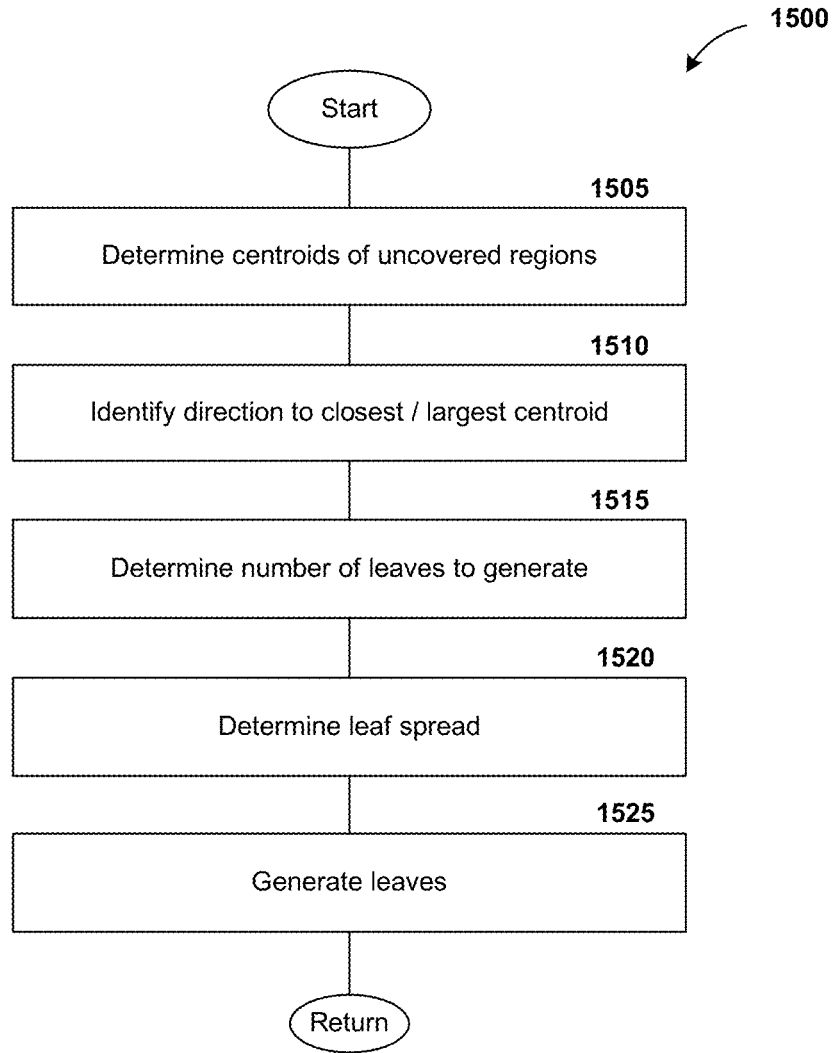 1500
Start
1505
Determine centroids of uncovered regions
1510
Identify direction to closest / largest centroid
1515
Determine number of leaves to generate
1520
Determine leaf spread
1525
Generate leaves
Return